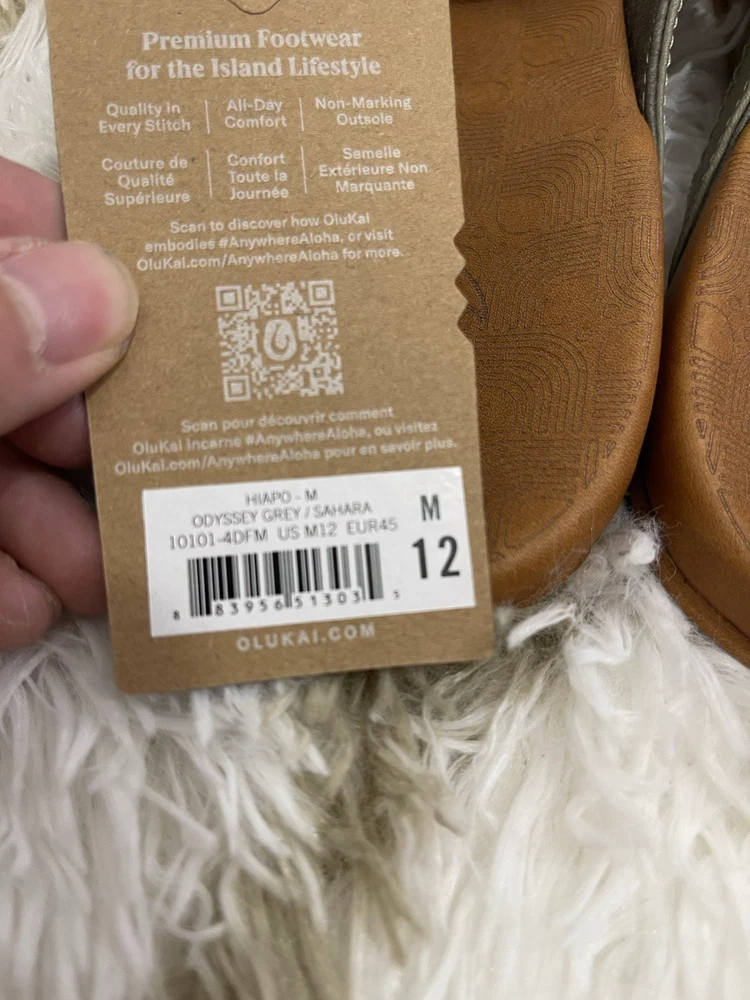 Premium Footwear
for the Island Lifestyle
Quality in
Every Stitch
All-Day
Comfort
Non-Marking
Outsole
Couture de
Qualité
Supérieure
Confort
Toute la
Journée
Semelle
Extérieure Non
Marquante
Scan to discover how OluKai
embodies #AnywhereAloha, or visit
OluKai.com/AnywhereAloha for more.
Scan pour découvrir comment
OluKai incarne #AnywhereAloha, ou visitez
OluKai.com/AnywhereAloha pour en savoir plus.
HIAPO - M
ODYSSEY GREY / SAHARA
10101-4DFM US M12 EUR45
M
12
8 83956 51303 5
OLUKAI.COM